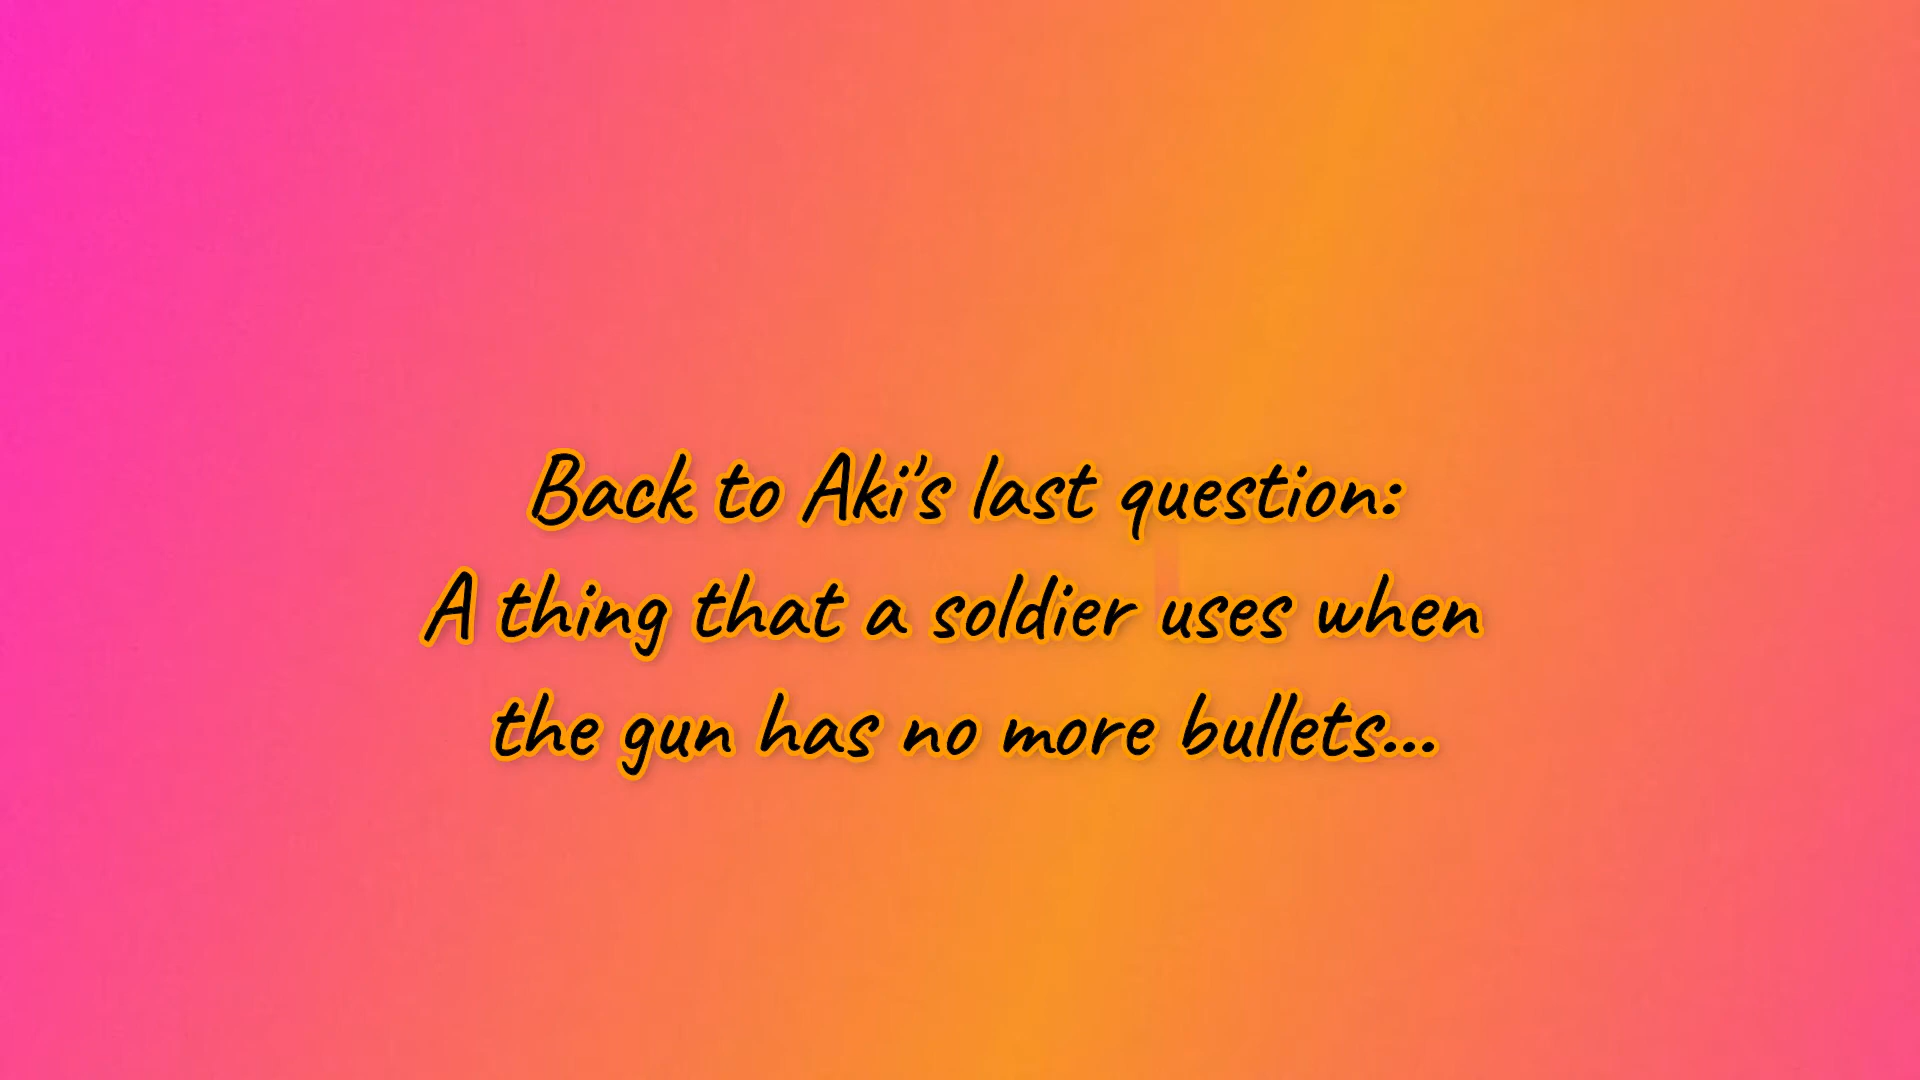 Back to Aki's last question:
A thing that a soldier uses when
the gun has no more bullets...